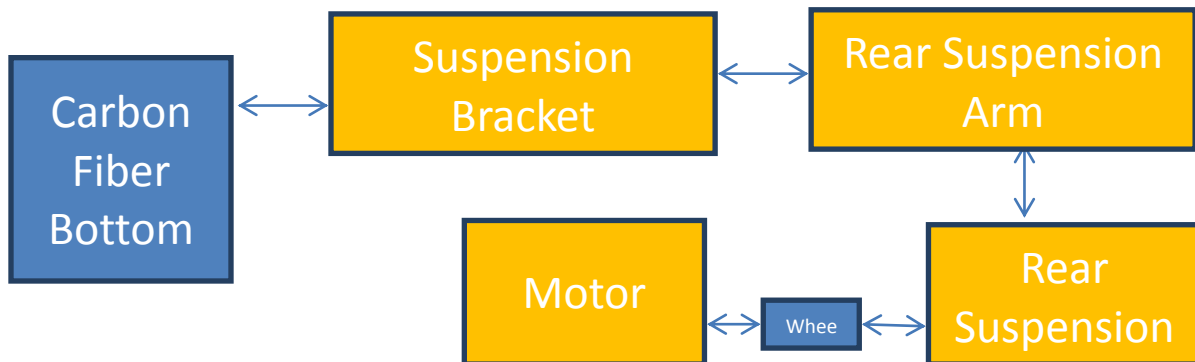 Carbon
Fiber
Bottom
Suspension
Bracket
Rear Suspension
Arm
Motor
Whee
Rear
Suspension